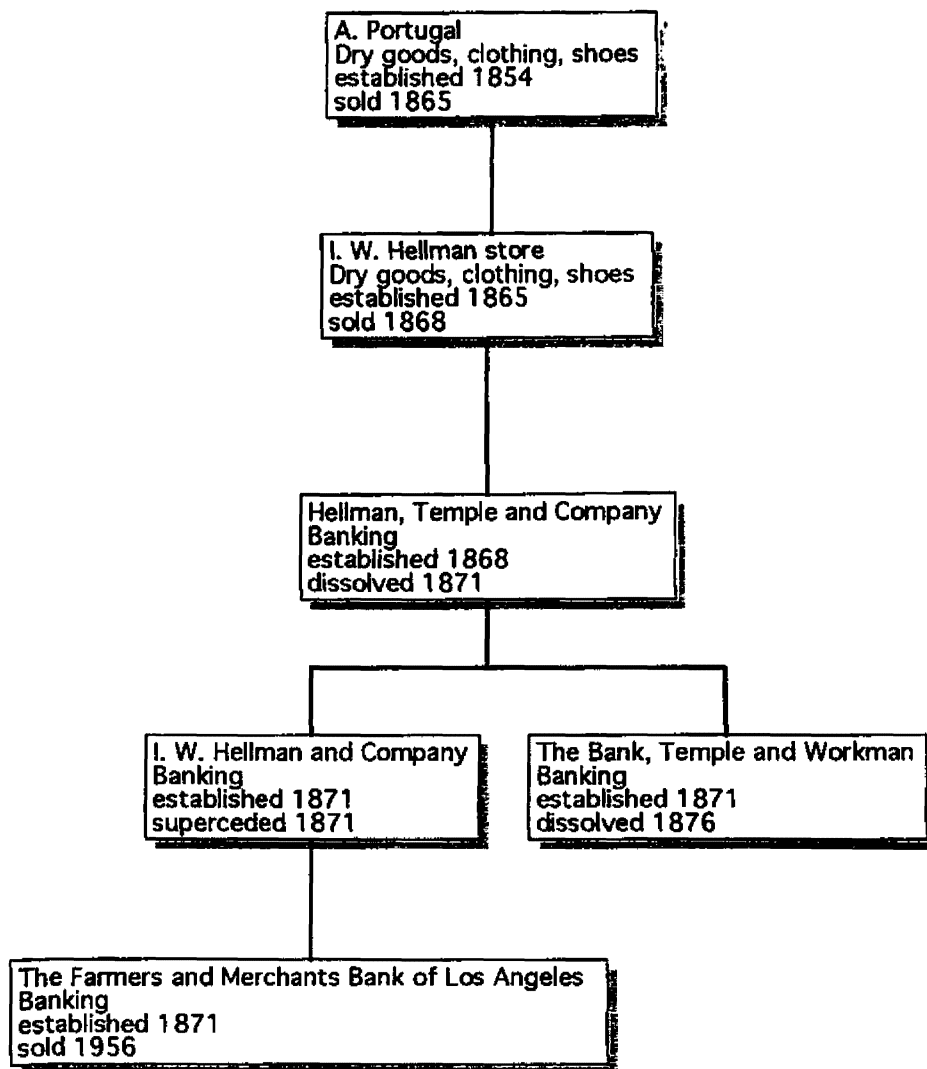 A. Portugal
Dry goods, clothing, shoes
established 1854
sold 1865
I. W. Hellman store
Dry goods, clothing, shoes
established 1865
sold 1868
Hellman, Temple and Company
Banking
established 1868
dissolved 1871
I. W. Hellman and Company
Banking
established 1871
superceded 1871
The Bank, Temple and Workman
Banking
established 1871
dissolved 1876
The Farmers and Merchants Bank of Los Angeles
Banking
established 1871
sold 1956